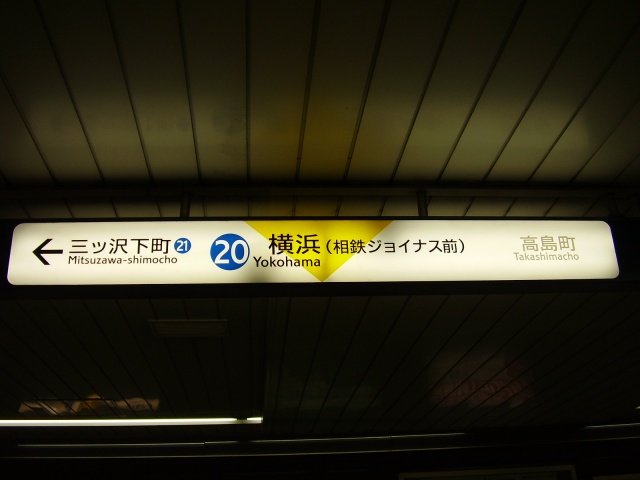 ← 三ッ沢下町 21
Mitsuzawa-shimocho
20 横浜 (相鉄ジョイナス前)
Yokohama
高島町
Takashimacho